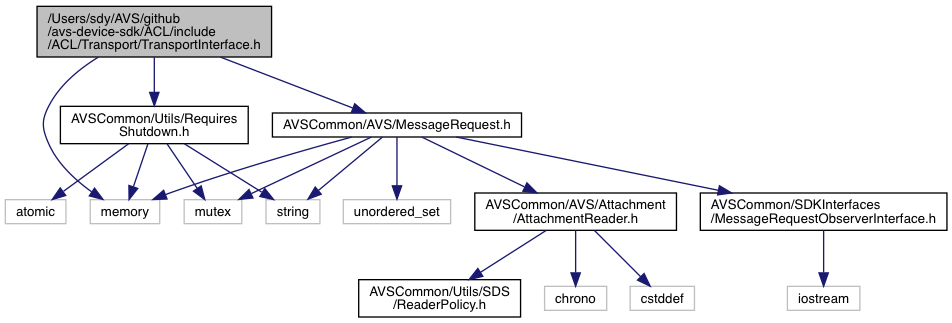 /Users/sdy/AVS/github
/avs-device-sdk/ACL/include
/ACL/Transport/TransportInterface.h
AVSCommon/Utils/Requires
Shutdown.h
AVSCommon/AVS/MessageRequest.h
atomic
memory
mutex
string
unordered_set
AVSCommon/AVS/Attachment
/AttachmentReader.h
AVSCommon/SDKInterfaces
/MessageRequestObserverInterface.h
AVSCommon/Utils/SDS
/ReaderPolicy.h
chrono
cstddef
iostream